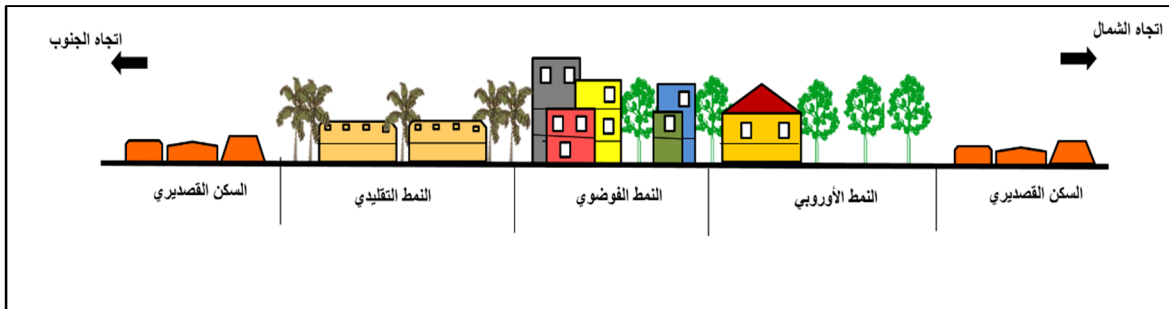 اتجاه الشمال
اتجاه الجنوب
السكن القصديري
النمط الأوروبي
النمط الفوضوي
النمط التقليدي
السكن القصديري